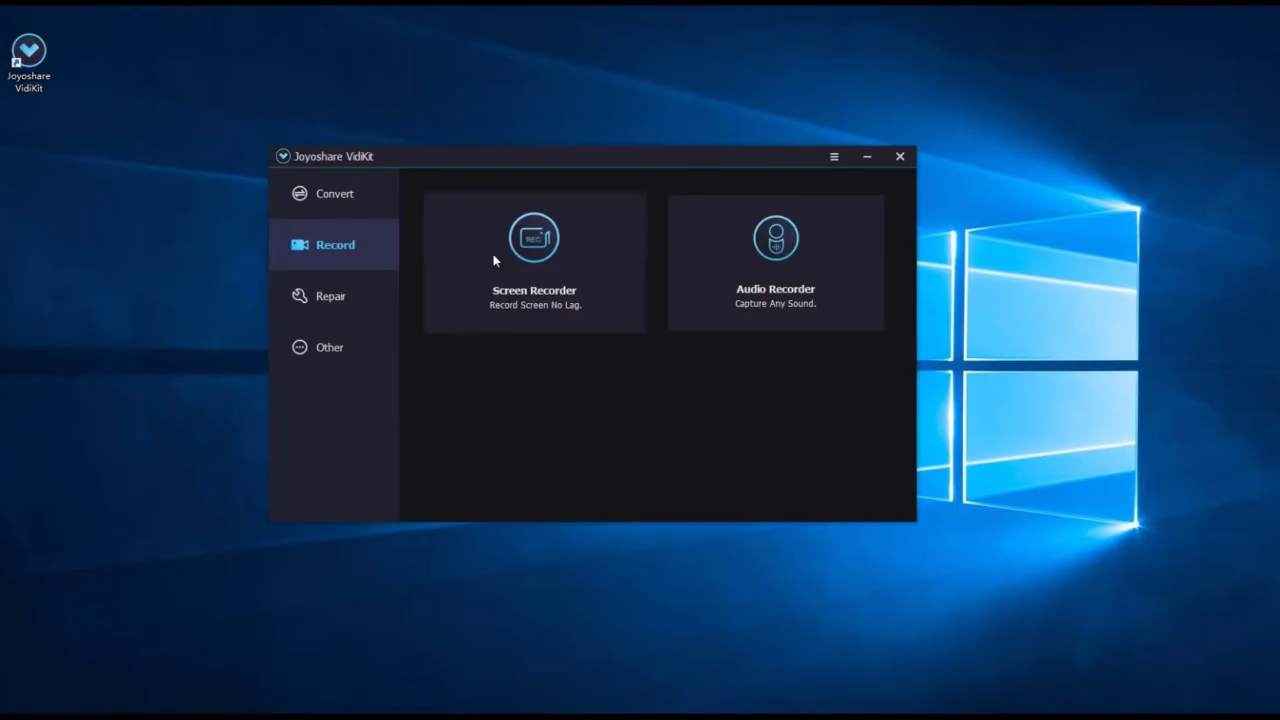 Joyoshare
VidiKit
Joyoshare VidiKit
Convert
Record
Repair
Other
REC
Screen Recorder
Record Screen No Lag.
Audio Recorder
Capture Any Sound.